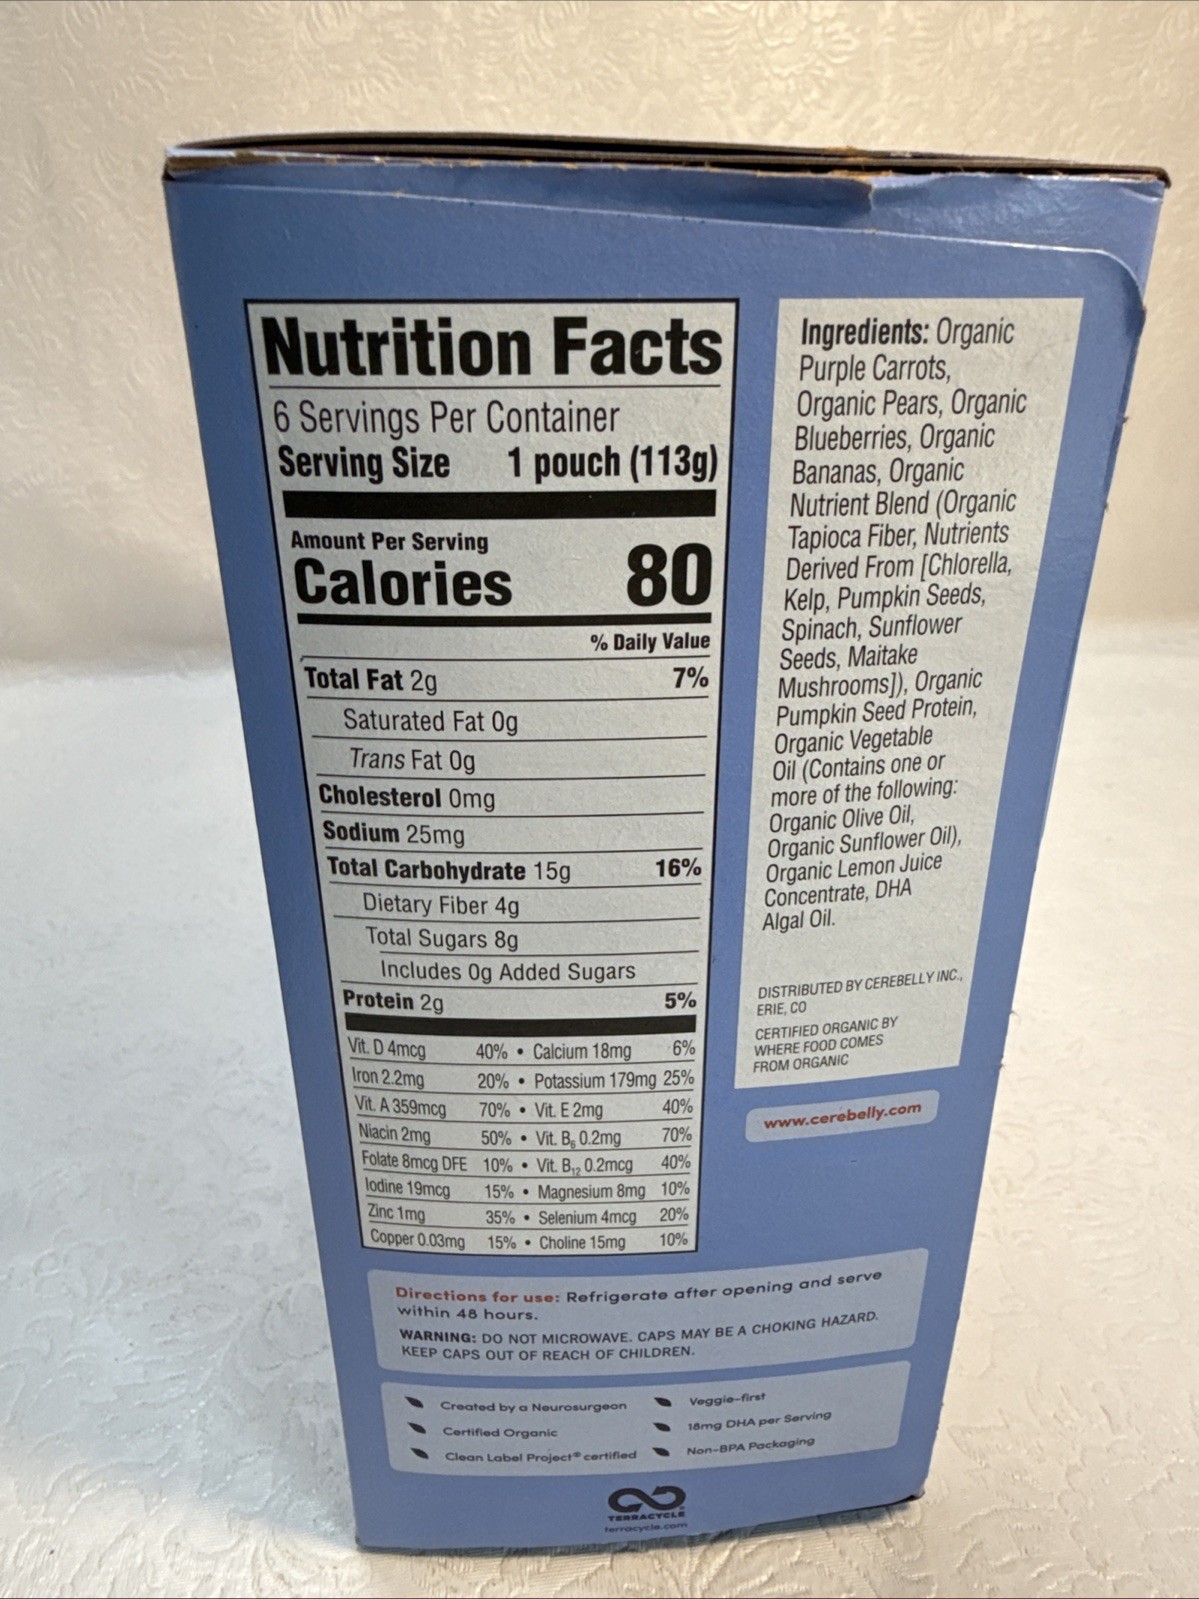 Nutrition Facts
6 Servings Per Container
Serving Size 1 pouch (113g)
Amount Per Serving
Calories 80
% Daily Value
Total Fat 2g 7%
Saturated Fat 0g
Trans Fat 0g
Cholesterol 0mg
Sodium 25mg
Total Carbohydrate 15g 16%
Dietary Fiber 4g
Total Sugars 8g
Includes 0g Added Sugars
Protein 2g 5%
Vit. D 4mcg 40% • Calcium 18mg 6%
Iron 2.2mg 20% • Potassium 179mg 25%
Vit. A 359mcg 70% • Vit. E 2mg 40%
Niacin 2mg 50% • Vit. B6 0.2mg 70%
Folate 8mcg DFE 10% • Vit. B12 0.2mcg 40%
Iodine 19mcg 15% • Magnesium 8mg 10%
Zinc 1mg 35% • Selenium 4mcg 20%
Copper 0.03mg 15% • Choline 15mg 10%
Ingredients: Organic
Purple Carrots,
Organic Pears, Organic
Blueberries, Organic
Bananas, Organic
Nutrient Blend (Organic
Tapioca Fiber, Nutrients
Derived From [Chlorella,
Kelp, Pumpkin Seeds,
Spinach, Sunflower
Seeds, Maitake
Mushrooms]), Organic
Pumpkin Seed Protein,
Organic Vegetable
Oil (Contains one or
more of the following:
Organic Olive Oil,
Organic Sunflower Oil),
Organic Lemon Juice
Concentrate, DHA
Algal Oil.
DISTRIBUTED BY CEREBELLY INC.,
ERIE, CO
CERTIFIED ORGANIC BY
WHERE FOOD COMES
FROM ORGANIC
www.cerebelly.com
Directions for use: Refrigerate after opening and serve
within 48 hours.
WARNING: DO NOT MICROWAVE. CAPS MAY BE A CHOKING HAZARD.
KEEP CAPS OUT OF REACH OF CHILDREN.
Created by a Neurosurgeon
Certified Organic
Clean Label Project® certified
Veggie-first
18mg DHA per Serving
Non-BPA Packaging
TERRACYCLE
terracycle.com